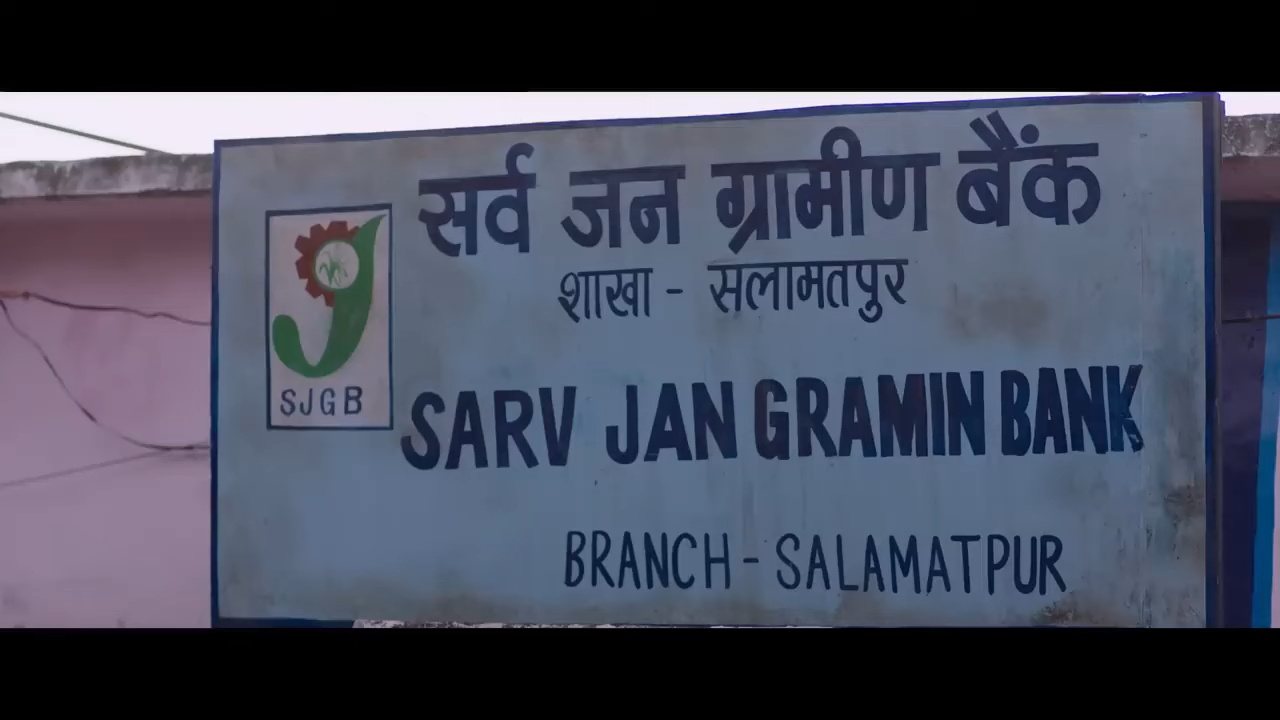 सर्व जन ग्रामीण बैंक
शाखा - सलामतपुर
SJGB
SARV JAN GRAMIN BANK
BRANCH - SALAMATPUR